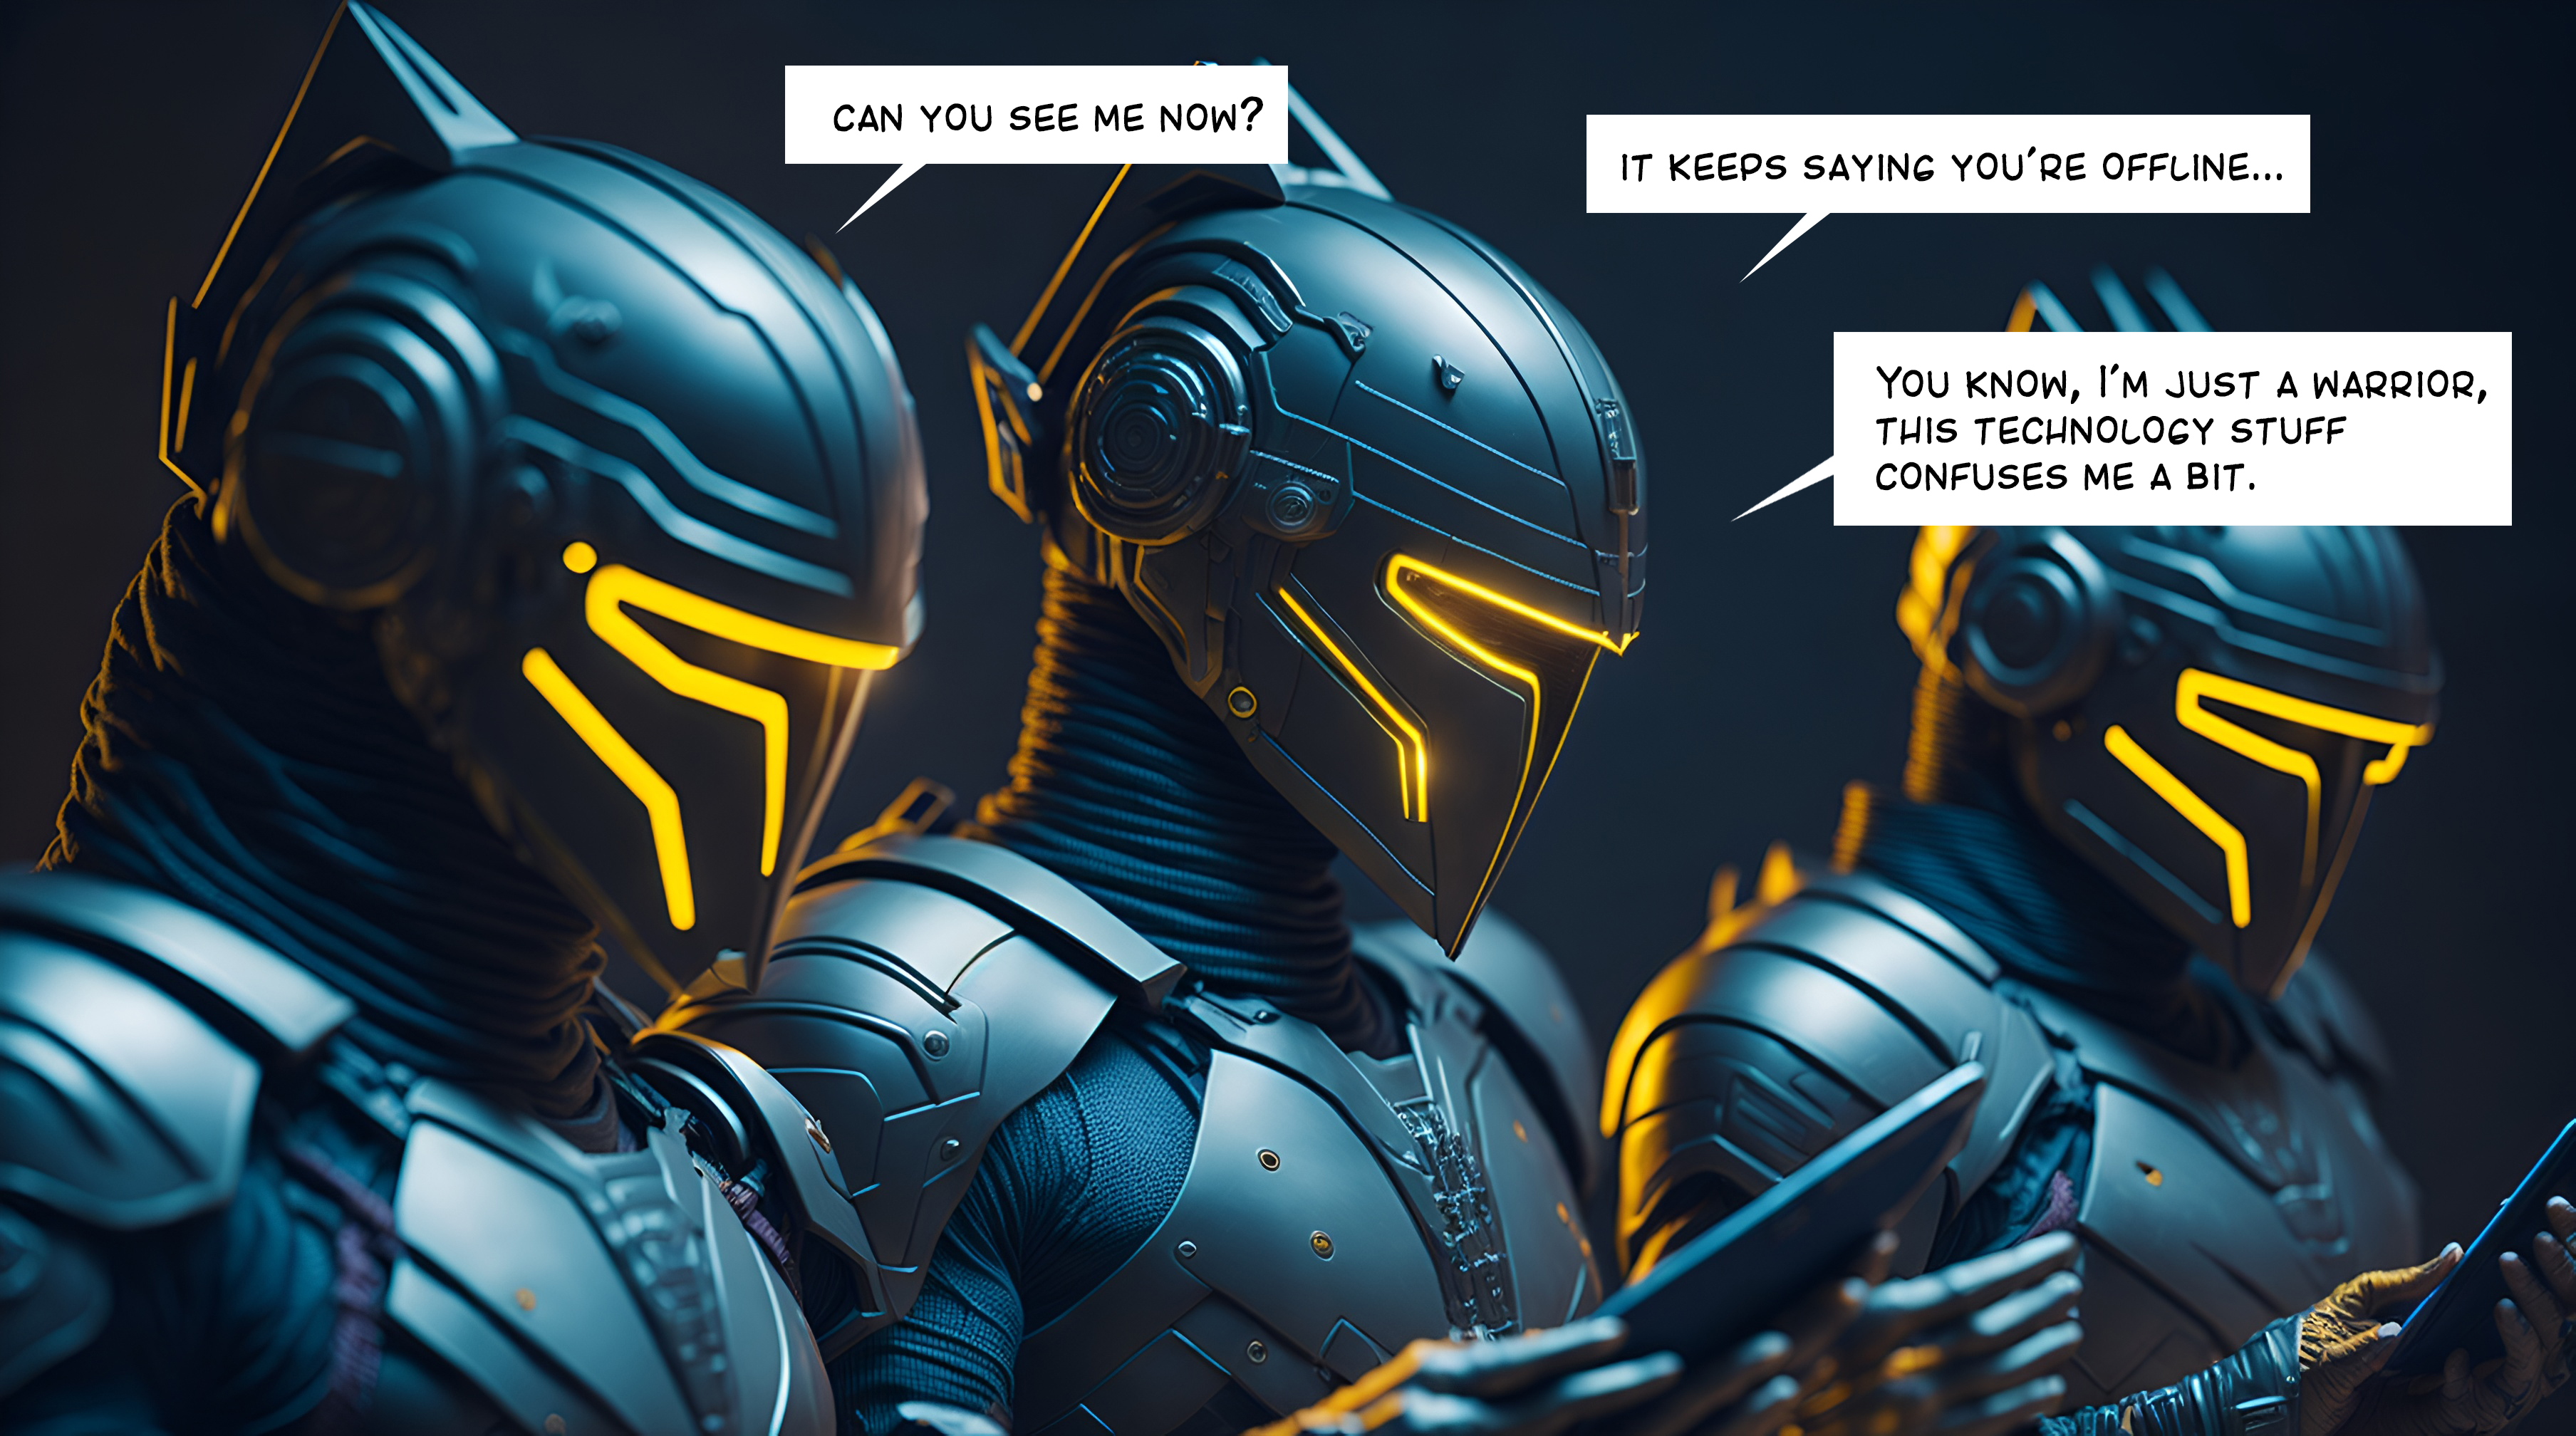 CAN YOU SEE ME NOW?
IT KEEPS SAYING YOU'RE OFFLINE...
YOU KNOW, I'M JUST A WARRIOR,
THIS TECHNOLOGY STUFF
CONFUSES ME A BIT.